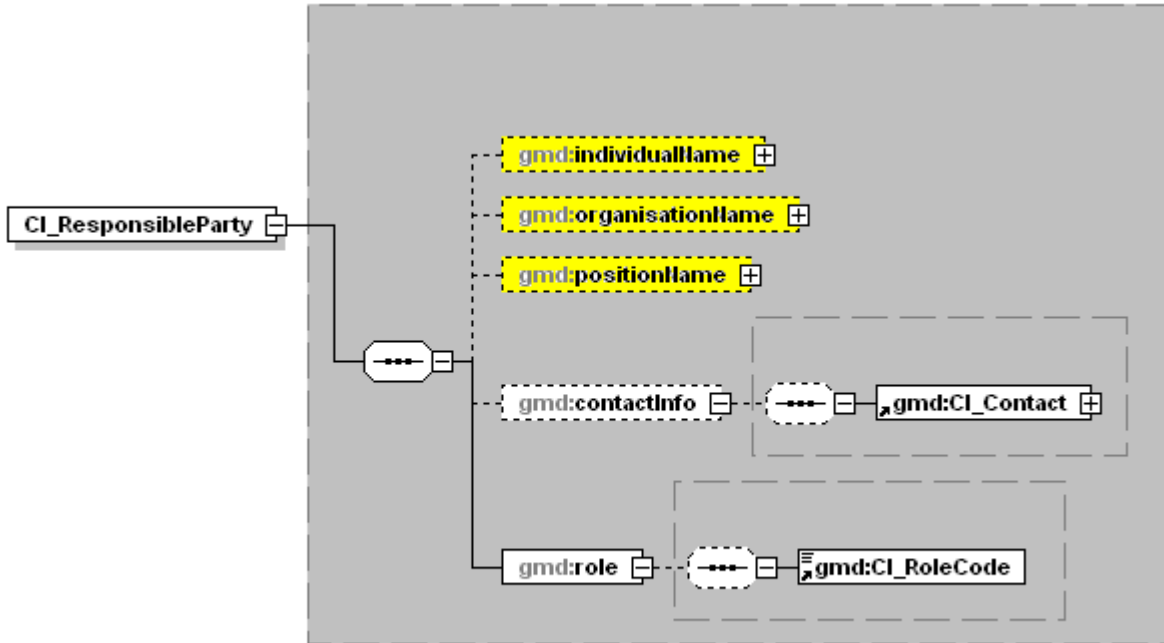 CI_ResponsibleParty
gmd:individualName
gmd:organisationName
gmd:positionName
gmd:contactInfo
gmd:CI_Contact
gmd:role
gmd:CI_RoleCode